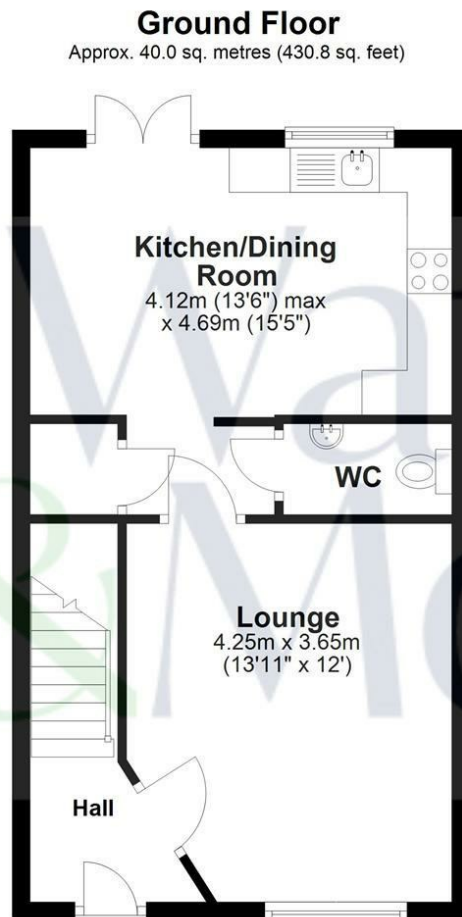 Ground Floor
Approx. 40.0 sq. metres (430.8 sq. feet)
Kitchen/Dining
Room
4.12m (13'6") max
x 4.69m (15'5")
WC
Lounge
4.25m x 3.65m
(13'11" x 12')
Hall